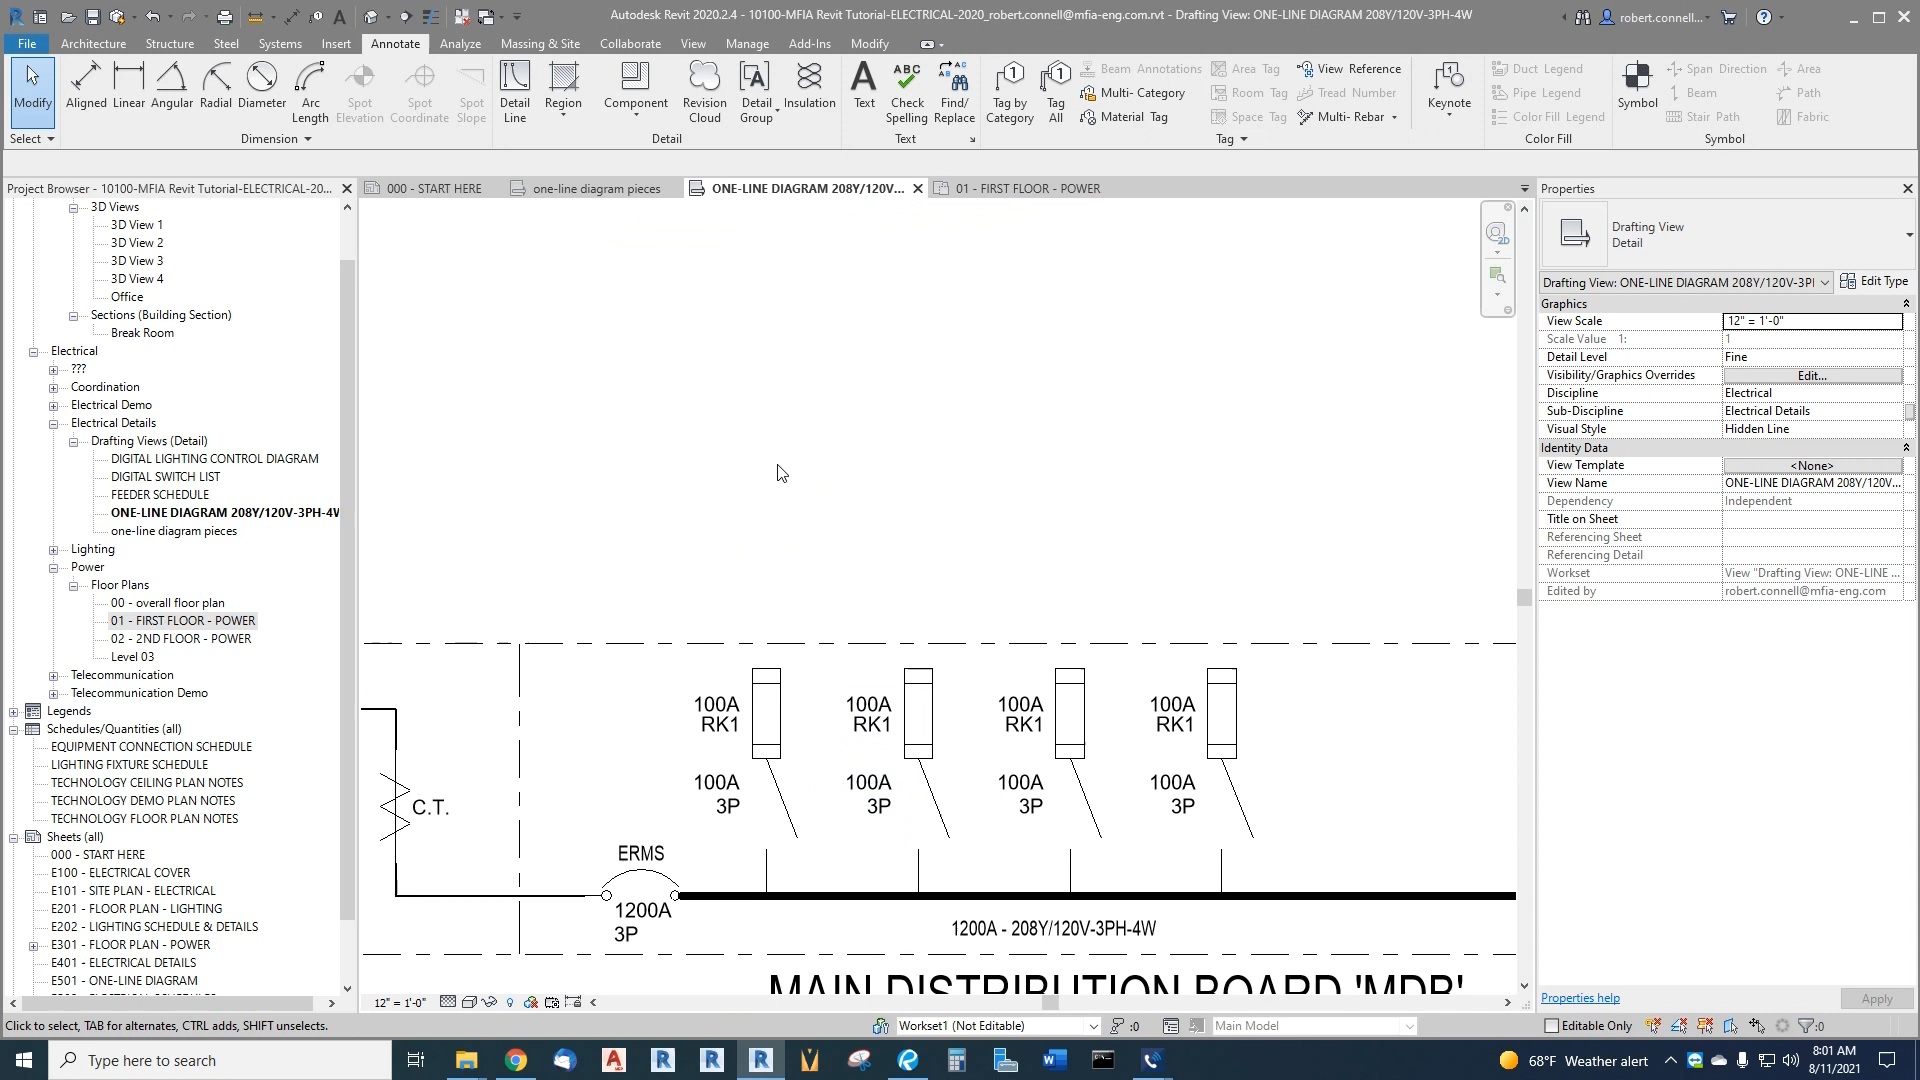 Autodesk Revit 2020.2.4 - 10100-MFIA Revit Tutorial-ELECTRICAL-2020_robert.connell@mfia-eng.com.rvt - Drafting View: ONE-LINE DIAGRAM 208Y/120V-3PH-4W
robert.connell...
File Architecture Structure Steel Systems Insert Annotate Analyze Massing & Site Collaborate View Manage Add-Ins Modify
Modify
Aligned
Linear
Angular
Radial
Diameter
Arc Length
Spot Elevation
Spot Coordinate
Spot Slope
Detail Line
Region
Component
Revision Cloud
Detail Group
Insulation
Text
ABC
Check Spelling
Find/ Replace
Tag by Category
Tag All
Beam Annotations
Multi- Category
Material Tag
Area Tag
Room Tag
Space Tag
View Reference
Tread Number
Multi- Rebar
Keynote
Duct Legend
Pipe Legend
Color Fill Legend
Symbol
Span Direction
Beam
Stair Path
Area
Path
Fabric
Select
Dimension
Detail
Text
Tag
Color Fill
Symbol
Project Browser - 10100-MFIA Revit Tutorial-ELECTRICAL-20...
3D Views
3D View 1
3D View 2
3D View 3
3D View 4
Office
Sections (Building Section)
Break Room
Electrical
???
Coordination
Electrical Demo
Electrical Details
Drafting Views (Detail)
DIGITAL LIGHTING CONTROL DIAGRAM
DIGITAL SWITCH LIST
FEEDER SCHEDULE
ONE-LINE DIAGRAM 208Y/120V-3PH-4W
one-line diagram pieces
Lighting
Power
Floor Plans
00 - overall floor plan
01 - FIRST FLOOR - POWER
02 - 2ND FLOOR - POWER
Level 03
Telecommunication
Telecommunication Demo
Legends
Schedules/Quantities (all)
EQUIPMENT CONNECTION SCHEDULE
LIGHTING FIXTURE SCHEDULE
TECHNOLOGY CEILING PLAN NOTES
TECHNOLOGY DEMO PLAN NOTES
TECHNOLOGY FLOOR PLAN NOTES
Sheets (all)
000 - START HERE
E100 - ELECTRICAL COVER
E101 - SITE PLAN - ELECTRICAL
E201 - FLOOR PLAN - LIGHTING
E202 - LIGHTING SCHEDULE & DETAILS
E301 - FLOOR PLAN - POWER
E401 - ELECTRICAL DETAILS
E501 - ONE-LINE DIAGRAM
000 - START HERE
one-line diagram pieces
ONE-LINE DIAGRAM 208Y/120V...
01 - FIRST FLOOR - POWER
2D
100A RK1
100A RK1
100A RK1
100A RK1
100A 3P
100A 3P
100A 3P
100A 3P
C.T.
ERMS
1200A
3P
1200A - 208Y/120V-3PH-4W
MAIN DISTRIBUTION BOARD 'MDB'
12" = 1'-0"
Properties
Drafting View
Detail
Drafting View: ONE-LINE DIAGRAM 208Y/120V-3PI
Edit Type
Graphics
View Scale 12" = 1'-0"
Scale Value 1: 1
Detail Level Fine
Visibility/Graphics Overrides Edit...
Discipline Electrical
Sub-Discipline Electrical Details
Visual Style Hidden Line
Identity Data
View Template <None>
View Name ONE-LINE DIAGRAM 208Y/120V...
Dependency Independent
Title on Sheet
Referencing Sheet
Referencing Detail
Workset View "Drafting View: ONE-LINE ...
Edited by robert.connell@mfia-eng.com
Properties help
Apply
Click to select, TAB for alternates, CTRL adds, SHIFT unselects.
Workset1 (Not Editable)
:0
Main Model
Editable Only
:0
Type here to search
68°F Weather alert
8:01 AM
8/11/2021